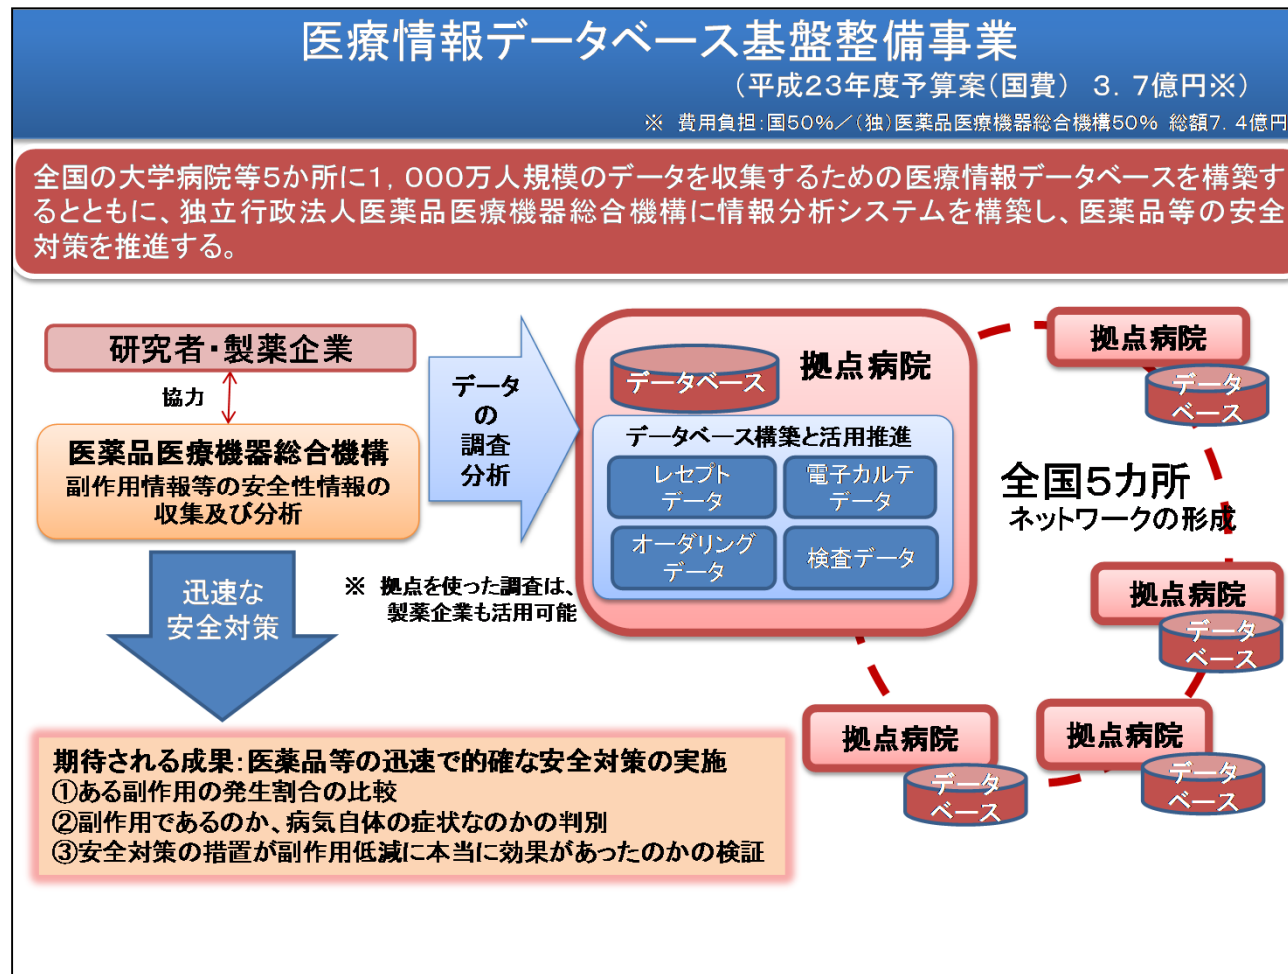 医療情報データベース基盤整備事業
（平成23年度予算案（国費）　3．7億円※）
※ 費用負担：国50％／（独）医薬品医療機器総合機構50％ 総額7．4億円
全国の大学病院等5か所に1，000万人規模のデータを収集するための医療情報データベースを構築す
るとともに、独立行政法人医薬品医療機器総合機構に情報分析システムを構築し、医薬品等の安全
対策を推進する。
研究者・製薬企業
協力
医薬品医療機器総合機構
副作用情報等の安全性情報の
収集及び分析
迅速な
安全対策
データ
の
調査
分析
※ 拠点を使った調査は、
製薬企業も活用可能
データベース
拠点病院
データベース構築と活用推進
レセプト
データ
電子カルテ
データ
オーダリング
データ
検査データ
拠点病院
データ
ベース
全国5カ所
ネットワークの形成
拠点病院
データ
ベース
拠点病院
データ
ベース
拠点病院
データ
ベース
期待される成果：医薬品等の迅速で的確な安全対策の実施
①ある副作用の発生割合の比較
②副作用であるのか、病気自体の症状なのかの判別
③安全対策の措置が副作用低減に本当に効果があったのかの検証